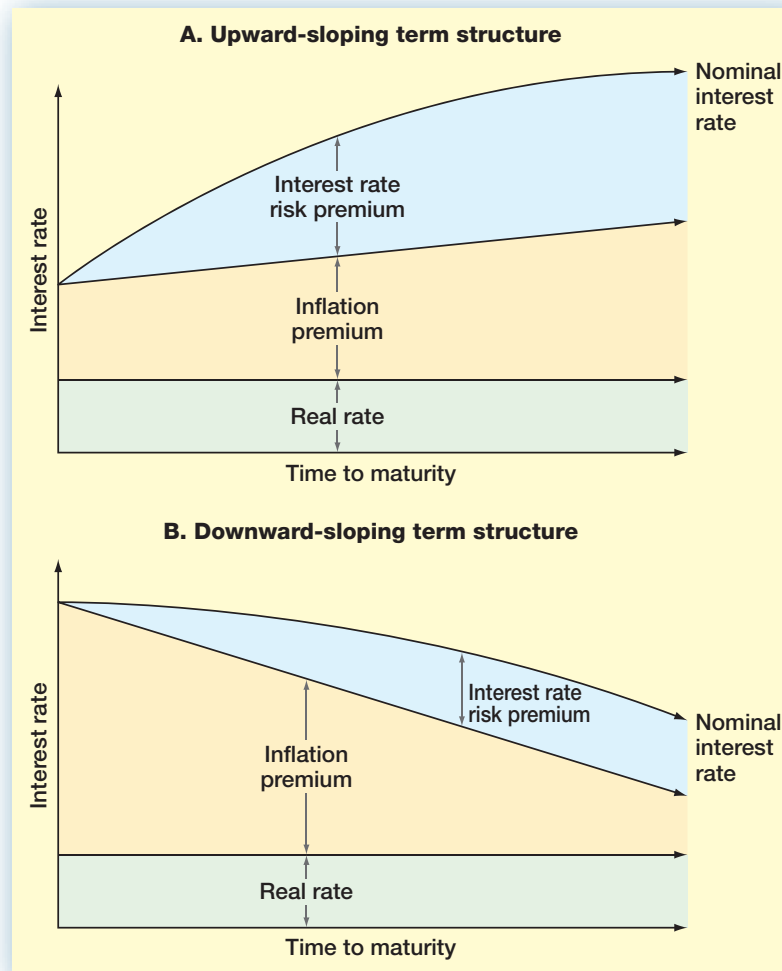 A. Upward-sloping term structure
Nominal
interest
rate
Interest rate
risk premium
Interest rate
Inflation
premium
Real rate
Time to maturity
B. Downward-sloping term structure
Interest rate
risk premium
Nominal
interest
rate
Interest rate
Inflation
premium
Real rate
Time to maturity